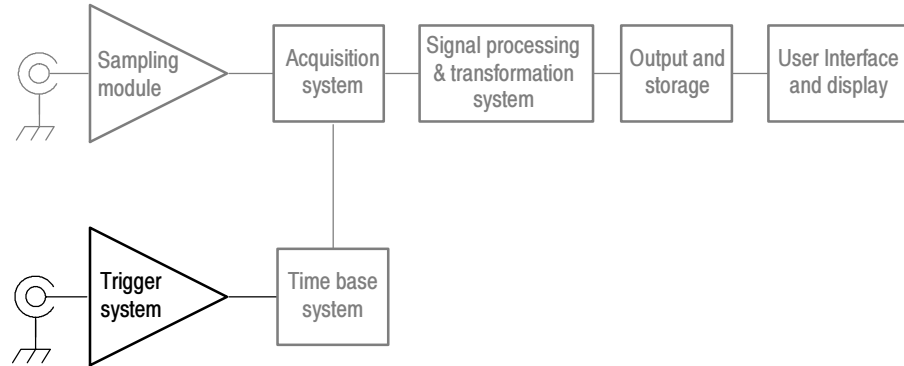 Sampling
module
Acquisition
system
Signal processing
& transformation
system
Output and
storage
User Interface
and display
Trigger
system
Time base
system